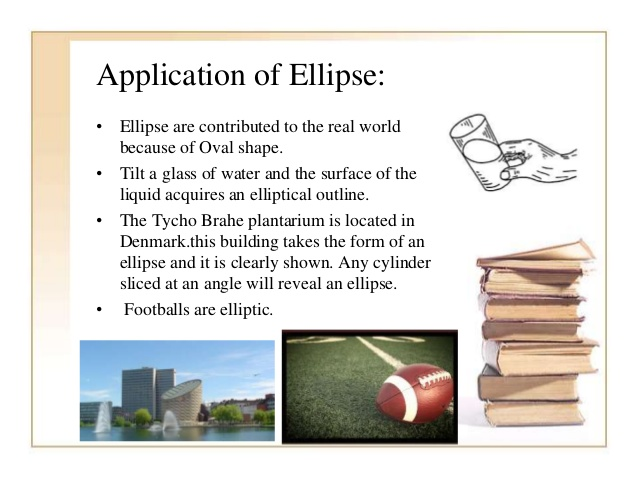 Application of Ellipse:
• Ellipse are contributed to the real world
because of Oval shape.
• Tilt a glass of water and the surface of the
liquid acquires an elliptical outline.
• The Tycho Brahe plantarium is located in
Denmark.this building takes the form of an
ellipse and it is clearly shown. Any cylinder
sliced at an angle will reveal an ellipse.
• Footballs are elliptic.